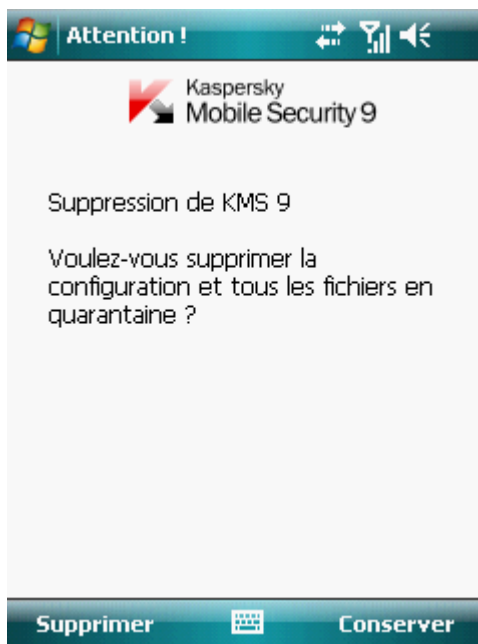 Attention !
Kaspersky
Mobile Security 9
Suppression de KMS 9
Voulez-vous supprimer la
configuration et tous les fichiers en
quarantaine ?
Supprimer
Conserver